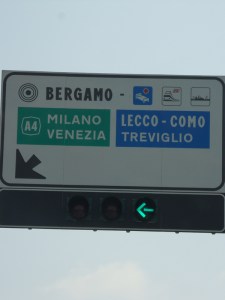 BERGAMO -
A4 MILANO VENEZIA
LECCO - COMO
TREVIGLIO